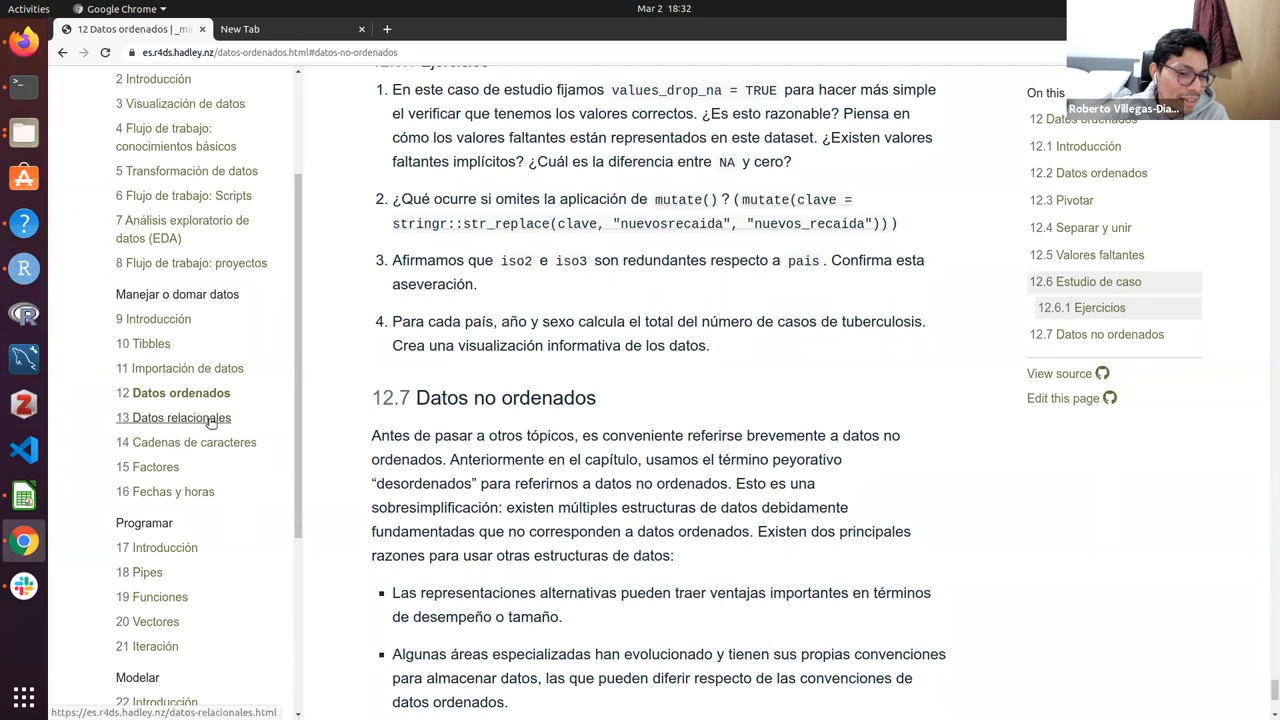 Activities
Google Chrome
Mar 2 18:32
12 Datos ordenados | _ma
New Tab
es.r4ds.hadley.nz/datos-ordenados.html#datos-no-ordenados
Roberto Villegas-Dia...
2 Introducción
3 Visualización de datos
4 Flujo de trabajo:
conocimientos básicos
5 Transformación de datos
6 Flujo de trabajo: Scripts
7 Análisis exploratorio de
datos (EDA)
8 Flujo de trabajo: proyectos
Manejar o domar datos
9 Introducción
10 Tibbles
11 Importación de datos
12 Datos ordenados
13 Datos relacionales
14 Cadenas de caracteres
15 Factores
16 Fechas y horas
Programar
17 Introducción
18 Pipes
19 Funciones
20 Vectores
21 Iteración
Modelar
22 Introducción
https://es.r4ds.hadley.nz/datos-relacionales.html
1. En este caso de estudio fijamos values_drop_na = TRUE para hacer más simple
el verificar que tenemos los valores correctos. ¿Es esto razonable? Piensa en
cómo los valores faltantes están representados en este dataset. ¿Existen valores
faltantes implícitos? ¿Cuál es la diferencia entre NA y cero?
2. ¿Qué ocurre si omites la aplicación de mutate()? (mutate(clave =
stringr::str_replace(clave, "nuevosrecaida", "nuevos_recaida")))
3. Afirmamos que iso2 e iso3 son redundantes respecto a pais. Confirma esta
aseveración.
4. Para cada país, año y sexo calcula el total del número de casos de tuberculosis.
Crea una visualización informativa de los datos.
12.7 Datos no ordenados
Antes de pasar a otros tópicos, es conveniente referirse brevemente a datos no
ordenados. Anteriormente en el capítulo, usamos el término peyorativo
“desordenados” para referirnos a datos no ordenados. Esto es una
sobresimplificación: existen múltiples estructuras de datos debidamente
fundamentadas que no corresponden a datos ordenados. Existen dos principales
razones para usar otras estructuras de datos:
▪ Las representaciones alternativas pueden traer ventajas importantes en términos
de desempeño o tamaño.
▪ Algunas áreas especializadas han evolucionado y tienen sus propias convenciones
para almacenar datos, las que pueden diferir respecto de las convenciones de
datos ordenados.
On this
12 Datos ordenados
12.1 Introducción
12.2 Datos ordenados
12.3 Pivotar
12.4 Separar y unir
12.5 Valores faltantes
12.6 Estudio de caso
12.6.1 Ejercicios
12.7 Datos no ordenados
View source
Edit this page